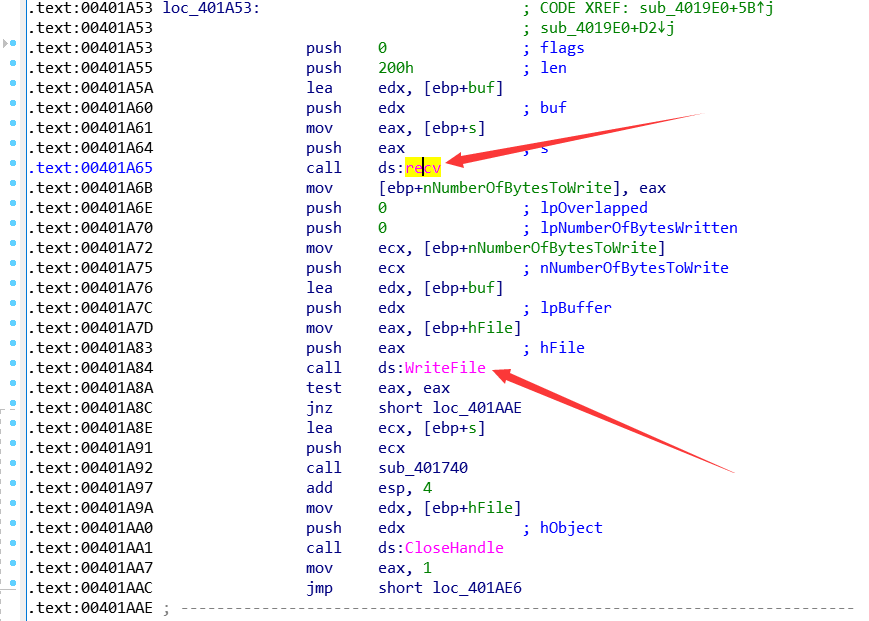 .text:00401A53 loc_401A53: ; CODE XREF: sub_4019E0+5B↑j
.text:00401A53 ; sub_4019E0+D2↓j
.text:00401A53 push 0 ; flags
.text:00401A55 push 200h ; len
.text:00401A5A lea edx, [ebp+buf]
.text:00401A60 push edx ; buf
.text:00401A61 mov eax, [ebp+s]
.text:00401A64 push eax ; s
.text:00401A65 call ds:recv
.text:00401A6B mov [ebp+nNumberOfBytesToWrite], eax
.text:00401A6E push 0 ; lpOverlapped
.text:00401A70 push 0 ; lpNumberOfBytesWritten
.text:00401A72 mov ecx, [ebp+nNumberOfBytesToWrite]
.text:00401A75 push ecx ; nNumberOfBytesToWrite
.text:00401A76 lea edx, [ebp+buf]
.text:00401A7C push edx ; lpBuffer
.text:00401A7D mov eax, [ebp+hFile]
.text:00401A83 push eax ; hFile
.text:00401A84 call ds:WriteFile
.text:00401A8A test eax, eax
.text:00401A8C jnz short loc_401AAE
.text:00401A8E lea ecx, [ebp+s]
.text:00401A91 push ecx
.text:00401A92 call sub_401740
.text:00401A97 add esp, 4
.text:00401A9A mov edx, [ebp+hFile]
.text:00401AA0 push edx ; hObject
.text:00401AA1 call ds:CloseHandle
.text:00401AA7 mov eax, 1
.text:00401AAC jmp short loc_401AE6
.text:00401AAE ; ---------------------------------------------------------------------------